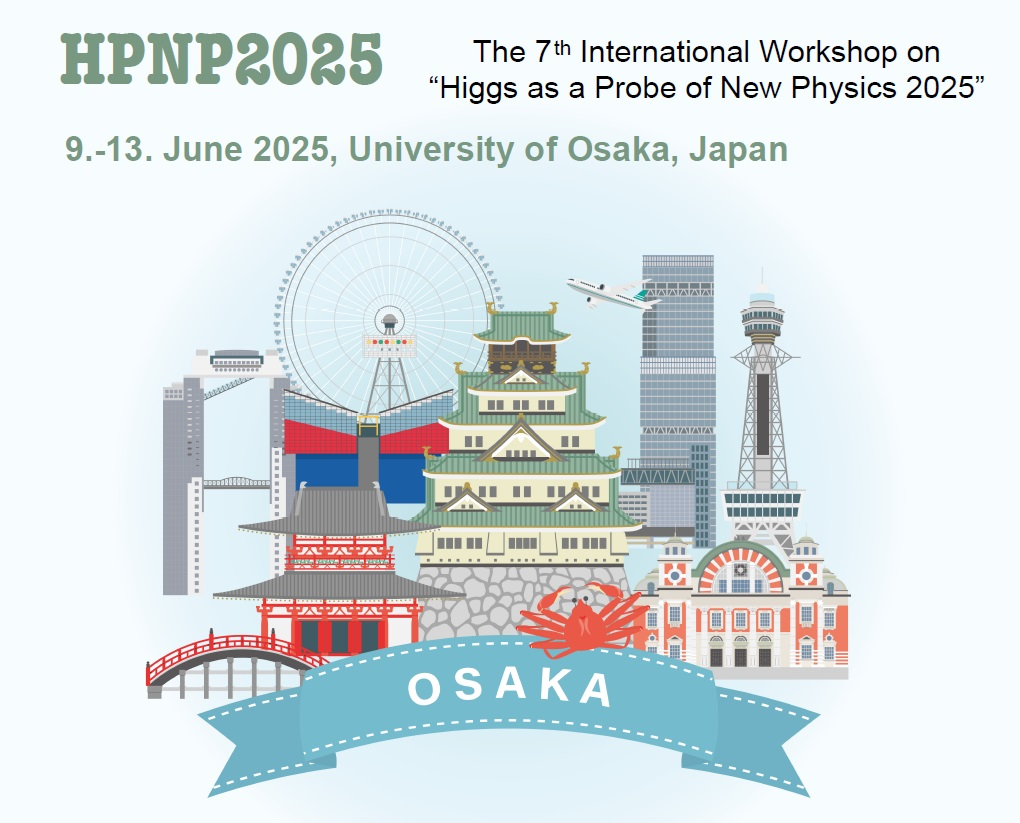 HPNP2025
The 7th International Workshop on
“Higgs as a Probe of New Physics 2025”
9.-13. June 2025, University of Osaka, Japan
OSAKA